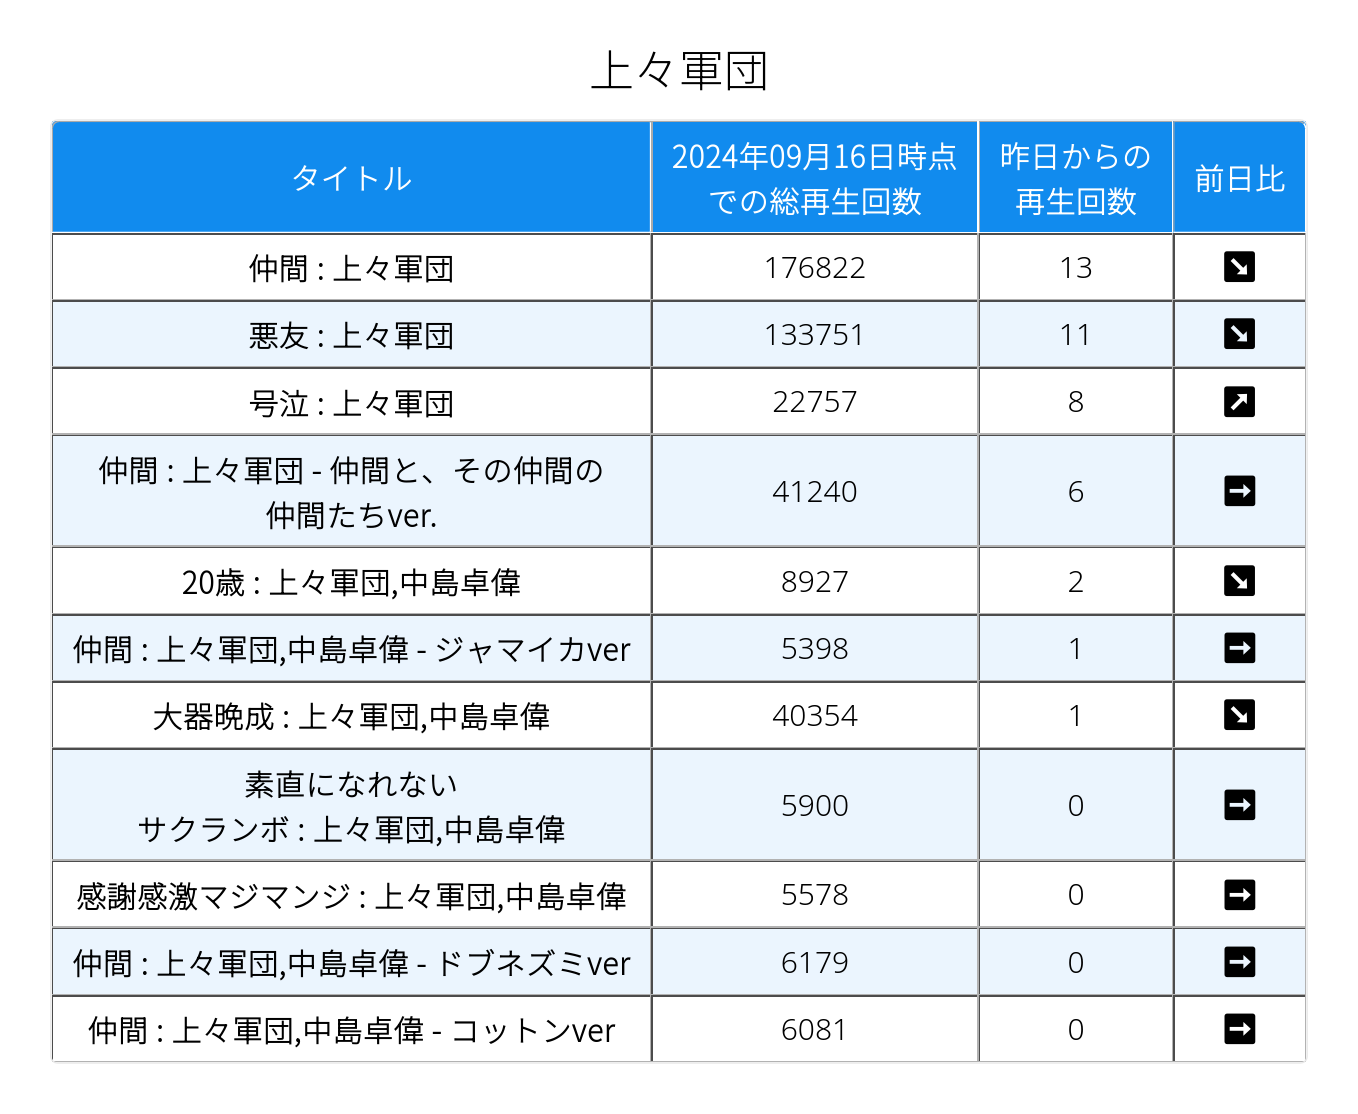 上々軍団
タイトル
2024年09月16日時点
での総再生回数
昨日からの
再生回数
前日比
仲間 : 上々軍団
176822
13
悪友 : 上々軍団
133751
11
号泣 : 上々軍団
22757
8
仲間 : 上々軍団 - 仲間と、その仲間の
仲間たちver.
41240
6
20歳 : 上々軍団,中島卓偉
8927
2
仲間 : 上々軍団,中島卓偉 - ジャマイカver
5398
1
大器晩成 : 上々軍団,中島卓偉
40354
1
素直になれない
サクランボ : 上々軍団,中島卓偉
5900
0
感謝感激マジマンジ : 上々軍団,中島卓偉
5578
0
仲間 : 上々軍団,中島卓偉 - ドブネズミver
6179
0
仲間 : 上々軍団,中島卓偉 - コットンver
6081
0